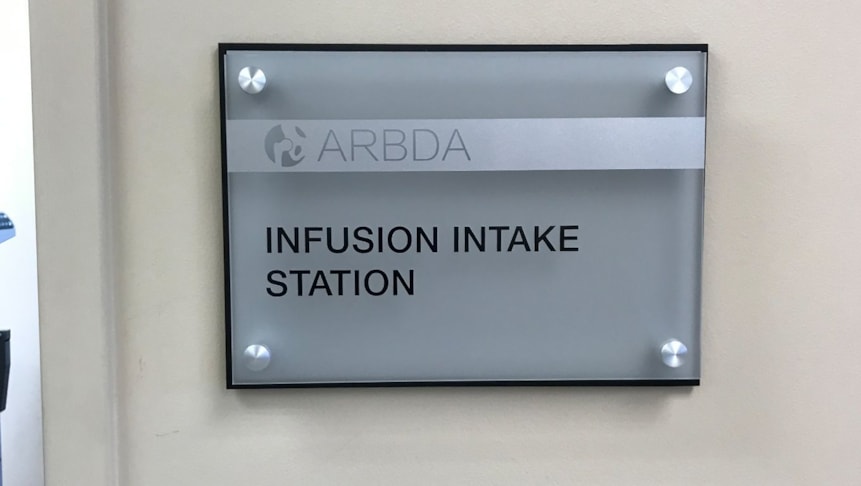 ARBDA
INFUSION INTAKE
STATION